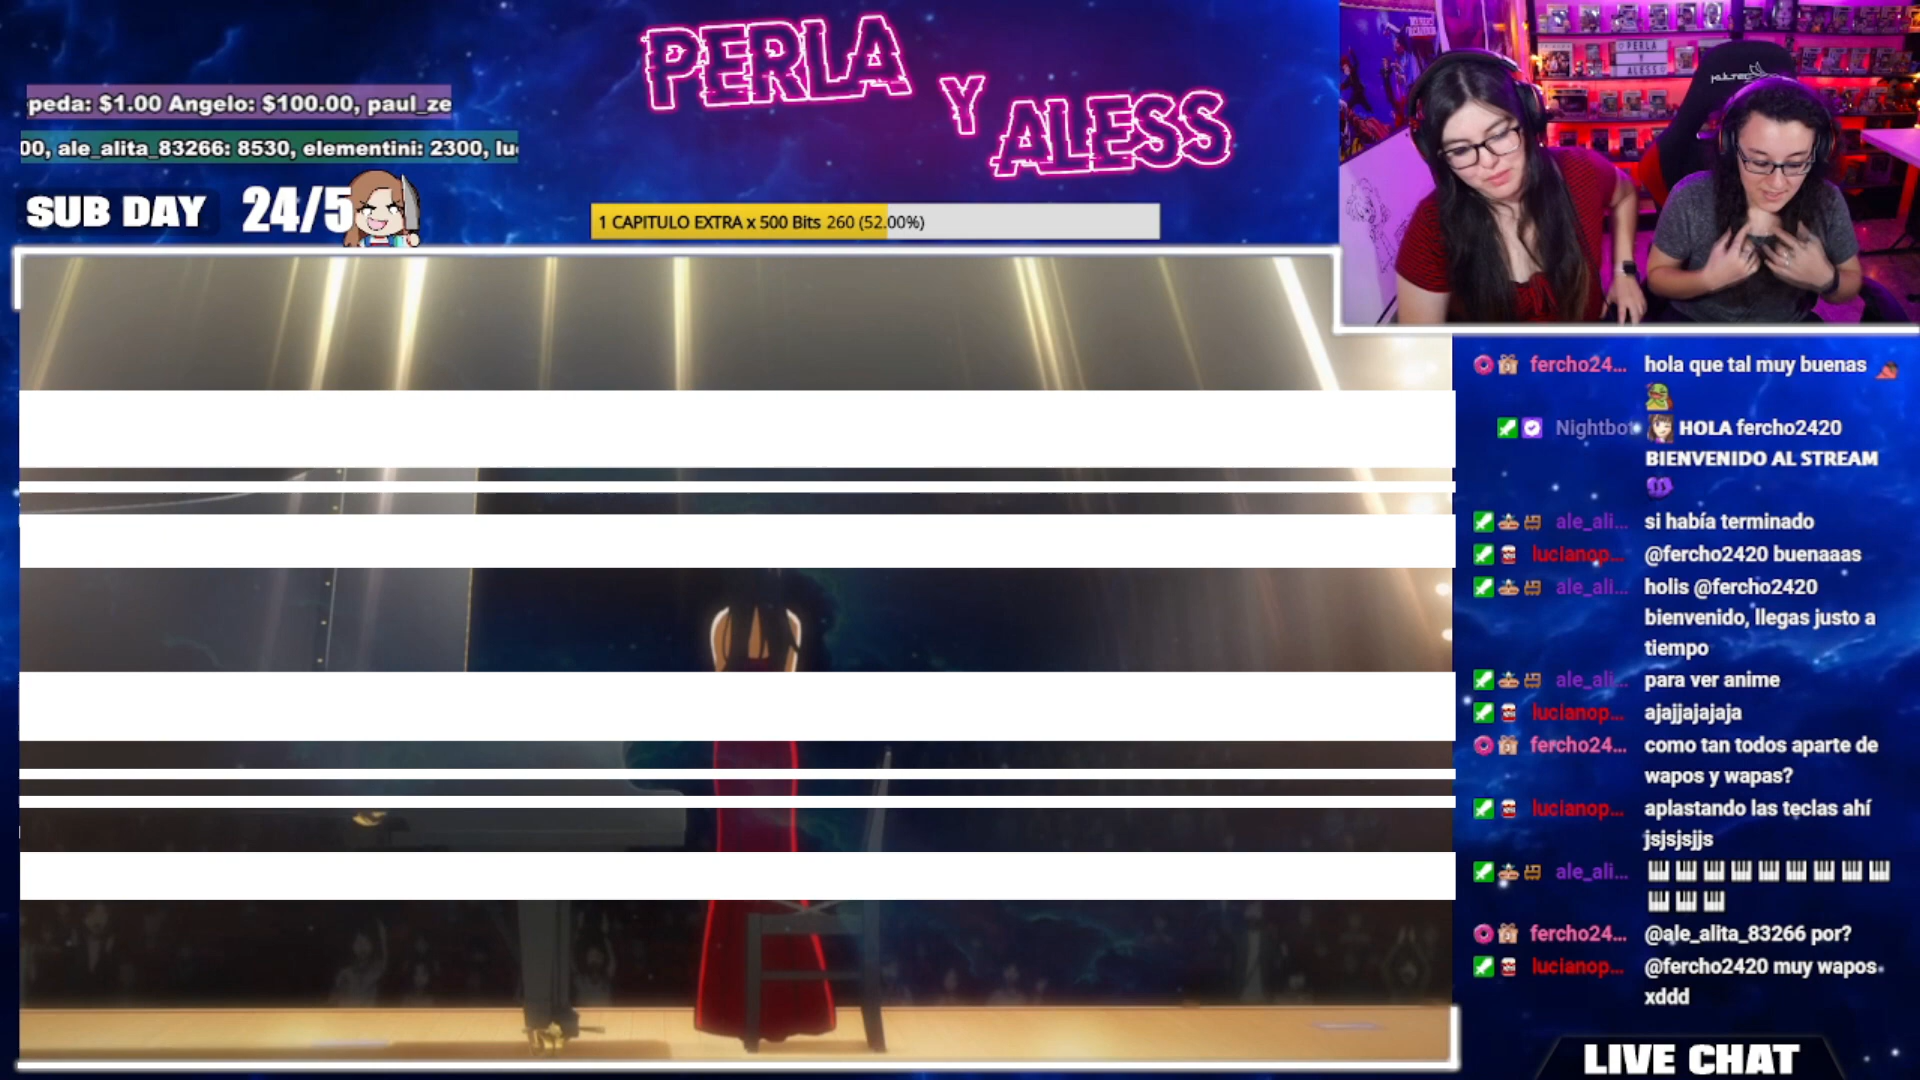 PERLA
Y
ALESS
peda: $1.00 Angelo: $100.00, paul_ze
00, ale_alita_83266: 8530, elementini: 2300, lu
SUB DAY 24/5
1 CAPITULO EXTRA x 500 Bits 260 (52.00%)
PERLA
Y
ALESS
fercho24... hola que tal muy buenas
Nightbot HOLA fercho2420
BIENVENIDO AL STREAM
ale_ali... si había terminado
lucianop... @fercho2420 buenaaas
ale_ali... holis @fercho2420
bienvenido, llegas justo a
tiempo
ale_ali... para ver anime
lucianop... ajajjajajaja
fercho24... como tan todos aparte de
wapos y wapas?
lucianop... aplastando las teclas ahí
jsjsjsjjs
ale_ali... 🎹🎹🎹🎹🎹🎹🎹🎹🎹
🎹🎹🎹
fercho24... @ale_alita_83266 por?
lucianop... @fercho2420 muy wapos
xddd
LIVE CHAT